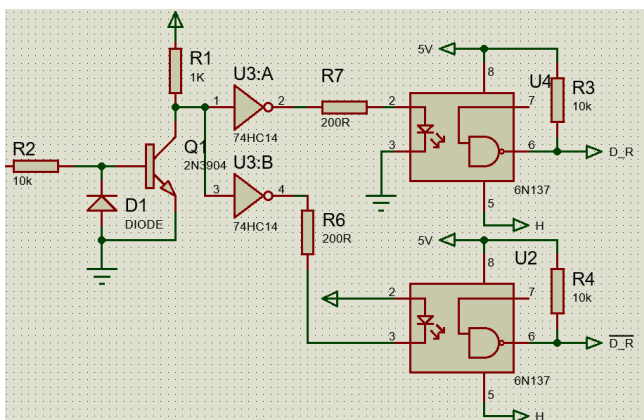 R1
1K
R2
10k
D1
DIODE
Q1
2N3904
U3:A
1
2
74HC14
U3:B
3
4
74HC14
R7
200R
R6
200R
5V
8
U4
2
7
3
6
5
6N137
R3
10k
D_R
H
5V
8
U2
2
7
3
6
5
6N137
R4
10k
D_R
H